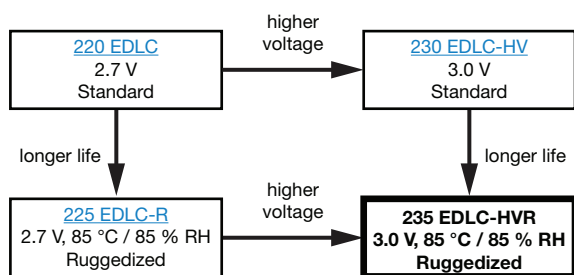 220 EDLC
2.7 V
Standard
higher
voltage
230 EDLC-HV
3.0 V
Standard
longer life
longer life
225 EDLC-R
2.7 V, 85 °C / 85 % RH
Ruggedized
higher
voltage
235 EDLC-HVR
3.0 V, 85 °C / 85 % RH
Ruggedized